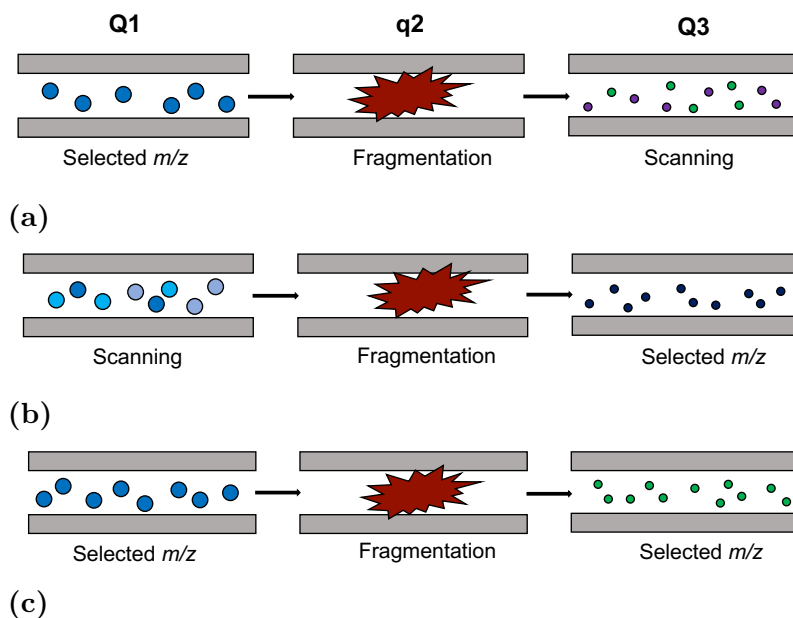 Q1 q2 Q3
Selected m/z Fragmentation Scanning
(a)
Scanning Fragmentation Selected m/z
(b)
Selected m/z Fragmentation Selected m/z
(c)